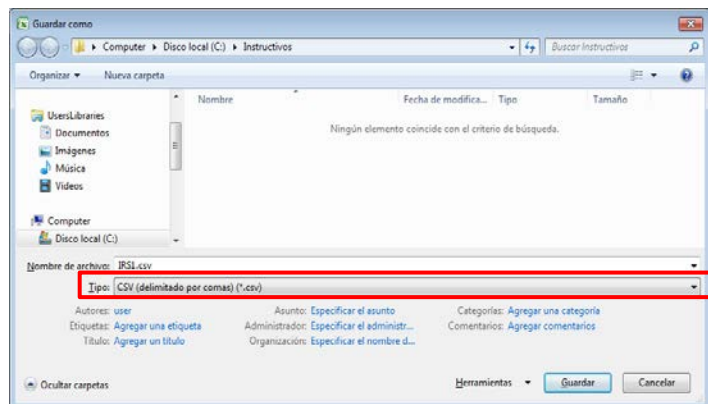 Guardar como
Computer Disco local (C:) Instructivos Buscar Instructivos
Organizar Nueva carpeta
Nombre Fecha de modifica... Tipo Tamaño
Ningún elemento coincide con el criterio de búsqueda.
UsersLibraries
Documentos
Imágenes
Música
Videos
Computer
Disco local (C:)
Nombre de archivo: IRS1.csv
Tipo: CSV (delimitado por comas) (*.csv)
Autores: user Asunto: Especificar el asunto Categorías: Agregar una categoría
Etiquetas: Agregar una etiqueta Administrador: Especificar el administr... Comentarios: Agregar comentarios
Título: Agregar un título Organización: Especificar el nombre d...
Ocultar carpetas Herramientas Guardar Cancelar